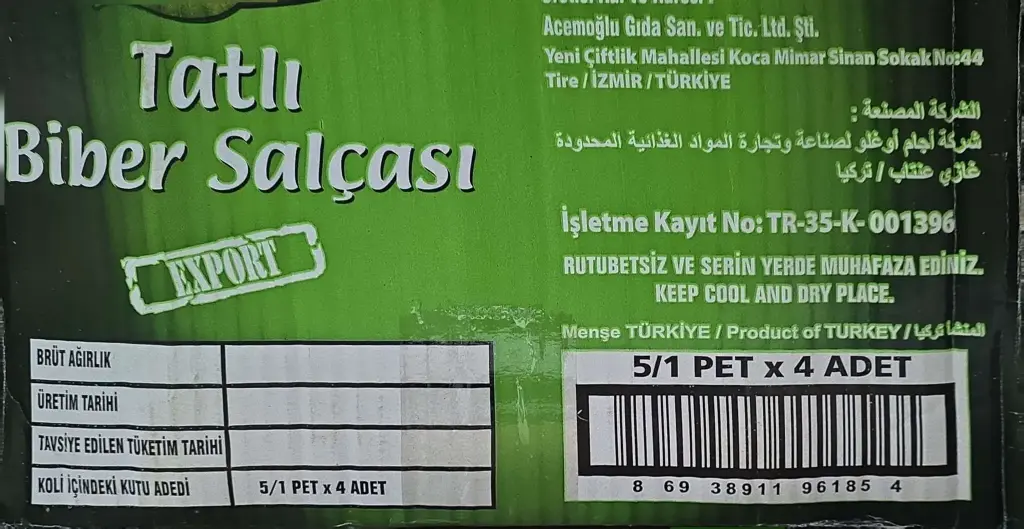 Tatlı
Biber Salçası
EXPORT
BRÜT AĞIRLIK
ÜRETİM TARİHİ
TAVSİYE EDİLEN TÜKETİM TARİHİ
KOLİ İÇİNDEKİ KUTU ADEDİ 5/1 PET x 4 ADET
Acemoğlu Gıda San. ve Tic. Ltd. Şti.
Yeni Çiftlik Mahallesi Koca Mimar Sinan Sokak No:44
Tire / İZMİR / TÜRKİYE
الشركة المصنعة :
شركة أجام أوغلو لصناعة وتجارة المواد الغذائية المحدودة
غازي عنتاب / تركيا
İşletme Kayıt No: TR-35-K- 001396
RUTUBETSİZ VE SERİN YERDE MUHAFAZA EDİNİZ.
KEEP COOL AND DRY PLACE.
Menşe TÜRKİYE / Product of TURKEY / المنشأ تركيا
5/1 PET x 4 ADET
8 69 38911 96185 4